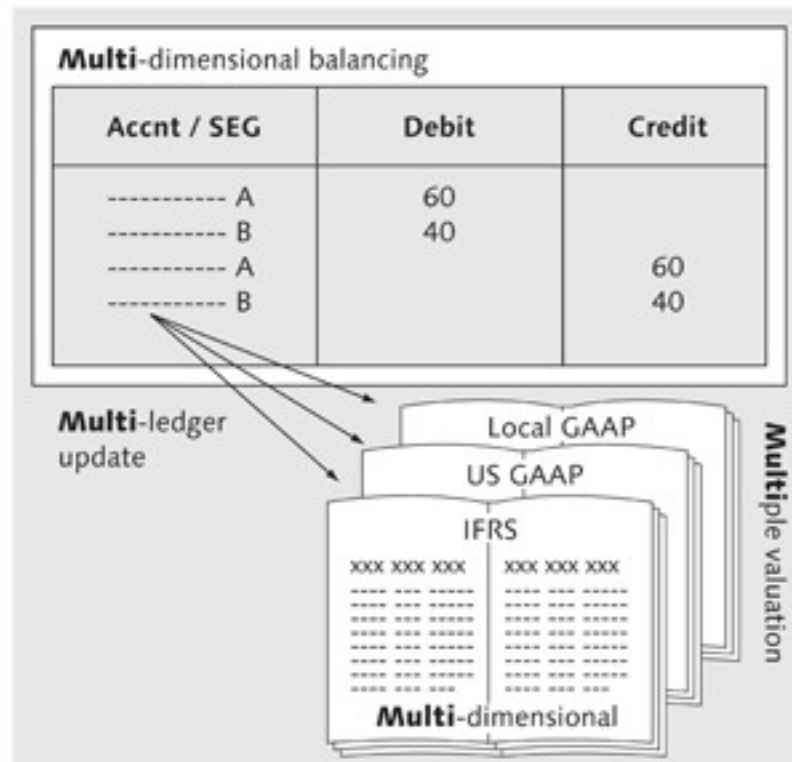 Multi-dimensional balancing
Accnt / SEG Debit Credit
----------- A 60
----------- B 40
----------- A 60
----------- B 40
Multi-ledger
update
Local GAAP
US GAAP
IFRS
xxx xxx xxx xxx xxx xxx
Multi-dimensional
Multiple valuation